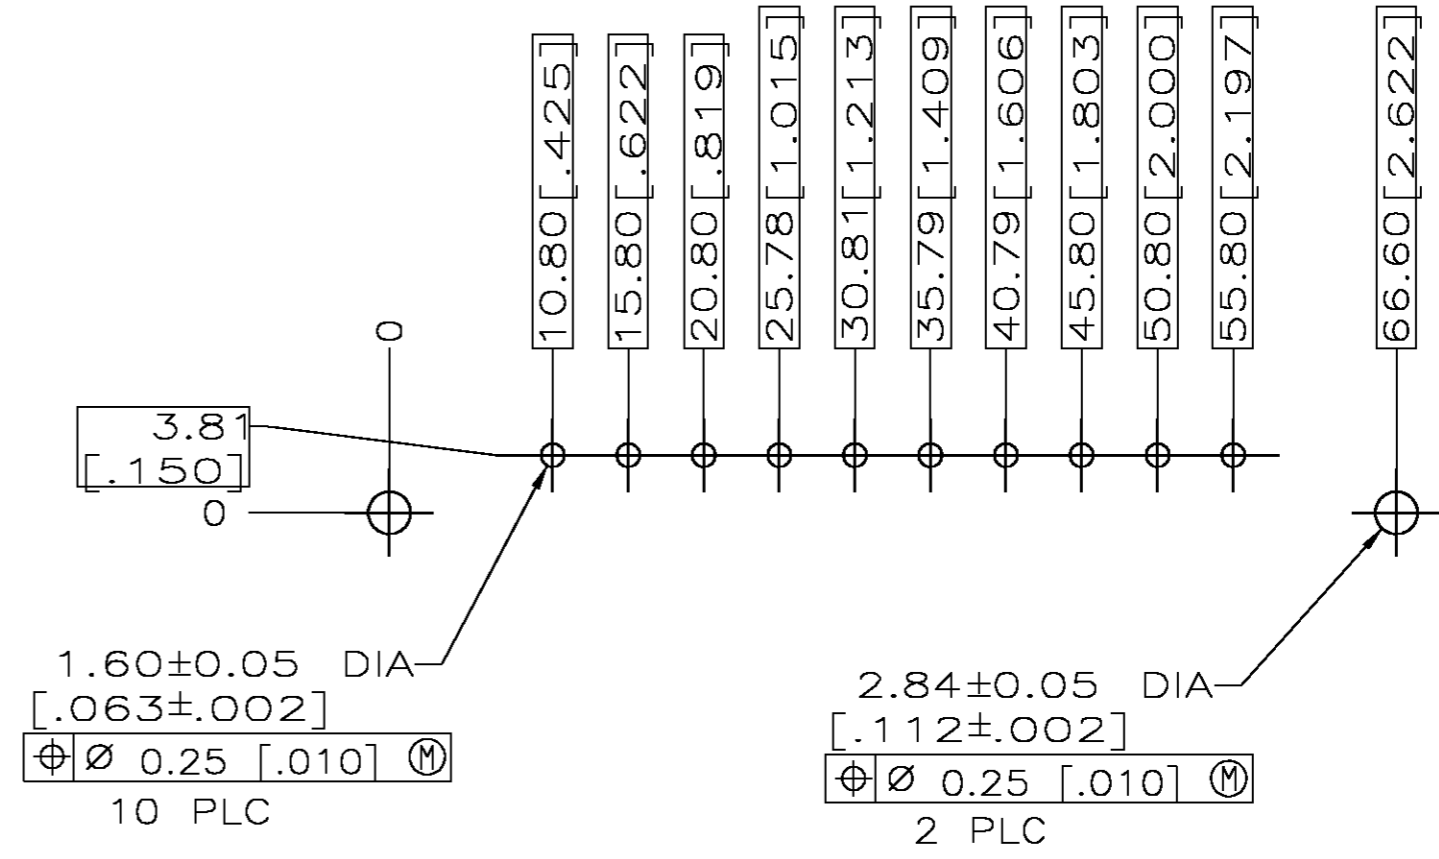 10.80 [.425]
15.80 [.622]
20.80 [.819]
25.78 [1.015]
30.81 [1.213]
35.79 [1.409]
40.79 [1.606]
45.80 [1.803]
50.80 [2.000]
55.80 [2.197]
66.60 [2.622]
0
3.81
[.150]
0
1.60±0.05 DIA
[.063±.002]
⌖ Ø 0.25 [.010] Ⓜ
10 PLC
2.84±0.05 DIA
[.112±.002]
⌖ Ø 0.25 [.010] Ⓜ
2 PLC